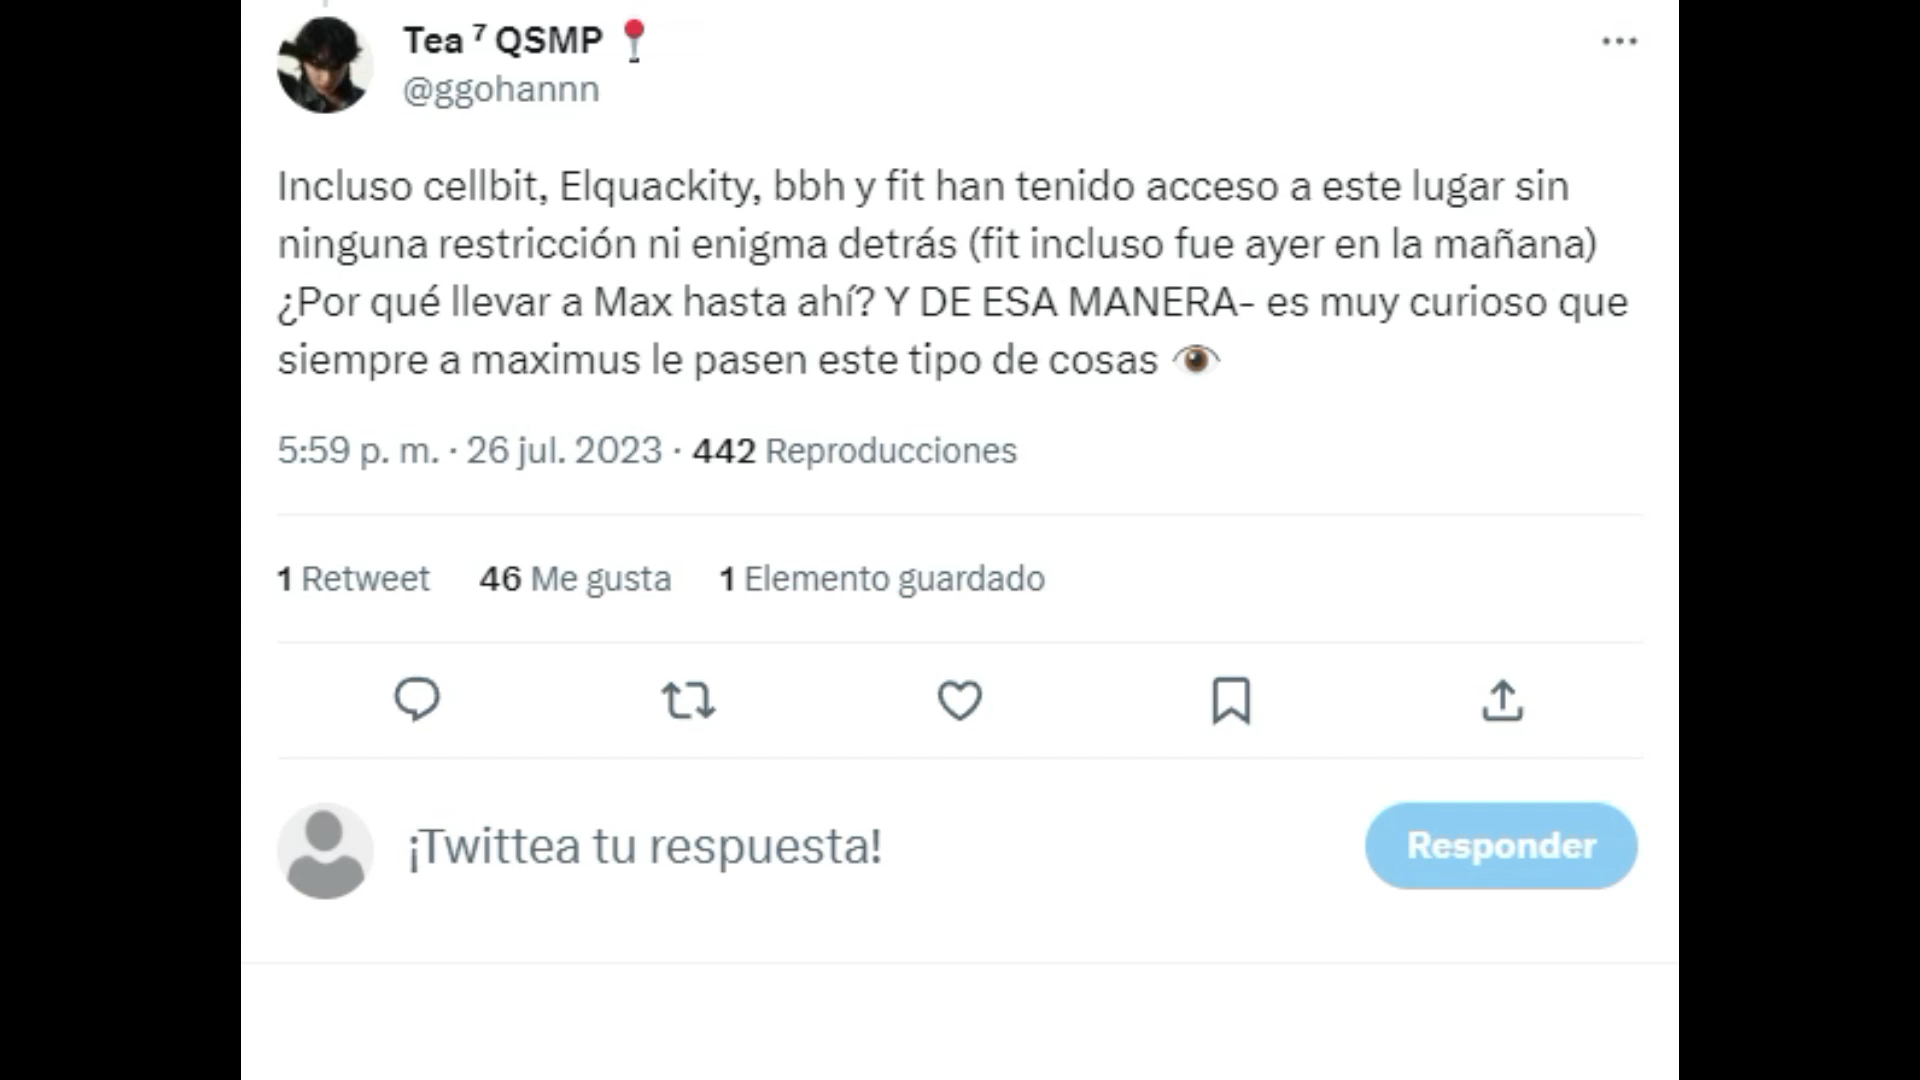 Tea ⁷ QSMP 📍
@ggohannn
Incluso cellbit, Elquackity, bbh y fit han tenido acceso a este lugar sin
ninguna restricción ni enigma detrás (fit incluso fue ayer en la mañana)
¿Por qué llevar a Max hasta ahí? Y DE ESA MANERA- es muy curioso que
siempre a maximus le pasen este tipo de cosas 👁️
5:59 p. m. · 26 jul. 2023 · 442 Reproducciones
1 Retweet 46 Me gusta 1 Elemento guardado
¡Twittea tu respuesta! Responder